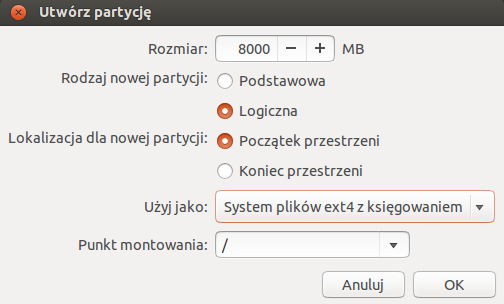 Utwórz partycję
Rozmiar: 8000 − + MB
Rodzaj nowej partycji: Podstawowa
Logiczna
Lokalizacja dla nowej partycji: Początek przestrzeni
Koniec przestrzeni
Użyj jako: System plików ext4 z księgowaniem
Punkt montowania: /
Anuluj OK